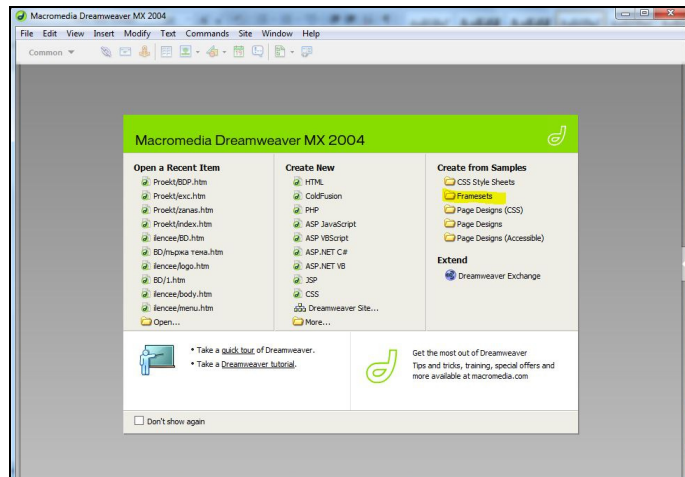 Macromedia Dreamweaver MX 2004
File Edit View Insert Modify Text Commands Site Window Help
Common
Macromedia Dreamweaver MX 2004
Open a Recent Item
Proekt/BDP.htm
Proekt/exc.htm
Proekt/zanas.htm
Proekt/index.htm
ilencee/BD.htm
BD/първа тема.htm
ilencee/logo.htm
BD/1.htm
ilencee/body.htm
ilencee/menu.htm
Open...
Create New
HTML
ColdFusion
PHP
ASP JavaScript
ASP VBScript
ASP.NET C#
ASP.NET VB
JSP
CSS
Dreamweaver Site...
More...
Create from Samples
CSS Style Sheets
Framesets
Page Designs (CSS)
Page Designs
Page Designs (Accessible)
Extend
Dreamweaver Exchange
• Take a quick tour of Dreamweaver.
• Take a Dreamweaver tutorial.
Get the most out of Dreamweaver
Tips and tricks, training, special offers and
more available at macromedia.com
Don't show again